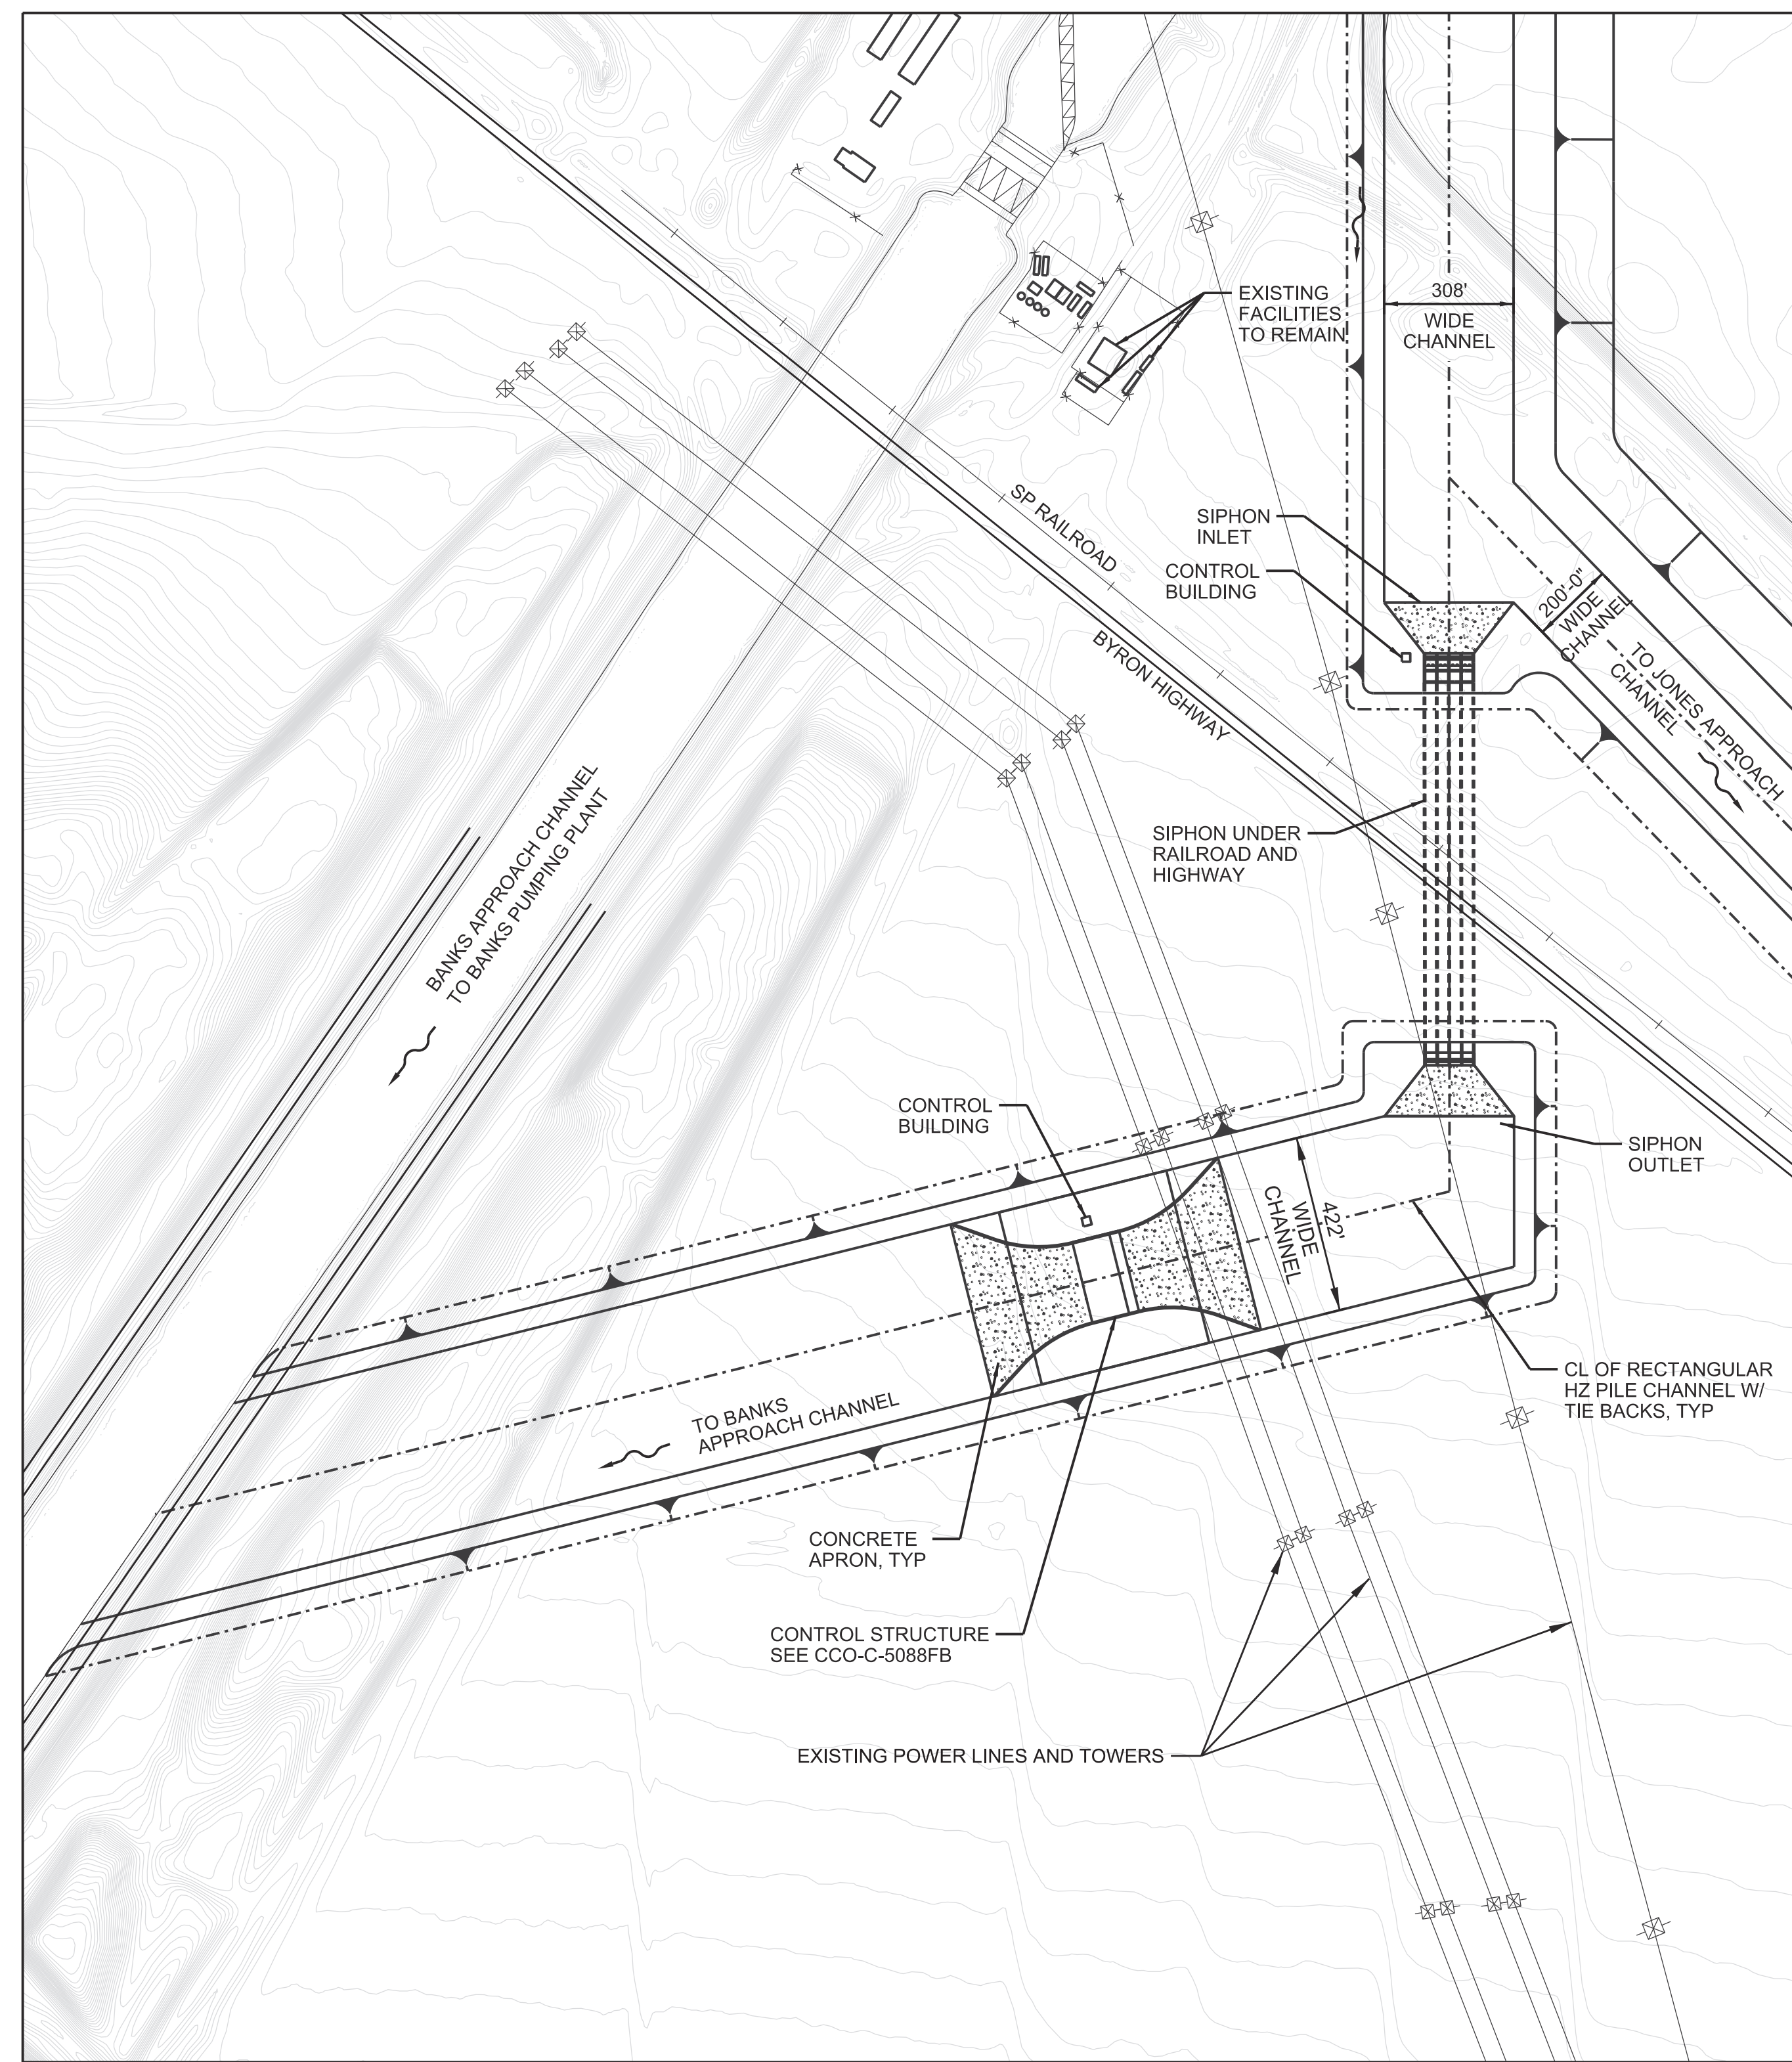 EXISTING
FACILITIES
TO REMAIN
308'
WIDE
CHANNEL
SP RAILROAD
SIPHON
INLET
CONTROL
BUILDING
200'-0"
WIDE
CHANNEL
BYRON HIGHWAY
TO JONES APPROACH
CHANNEL
BANKS APPROACH CHANNEL
TO BANKS PUMPING PLANT
SIPHON UNDER
RAILROAD AND
HIGHWAY
CONTROL
BUILDING
SIPHON
OUTLET
422'
WIDE
CHANNEL
CL OF RECTANGULAR
HZ PILE CHANNEL W/
TIE BACKS, TYP
TO BANKS
APPROACH CHANNEL
CONCRETE
APRON, TYP
CONTROL STRUCTURE
SEE CCO-C-5088FB
EXISTING POWER LINES AND TOWERS